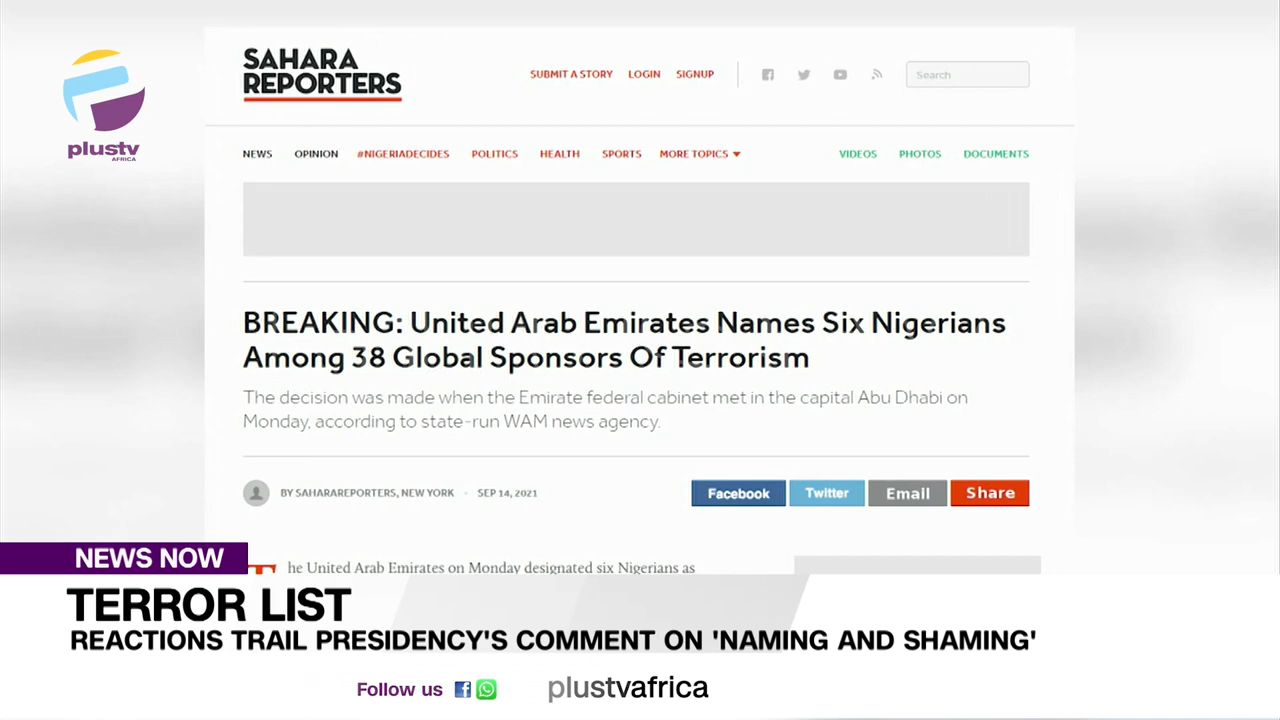 plustv
AFRICA
SAHARA
REPORTERS
SUBMIT A STORY LOGIN SIGNUP
Search
NEWS OPINION #NIGERIADECIDES POLITICS HEALTH SPORTS MORE TOPICS VIDEOS PHOTOS DOCUMENTS
BREAKING: United Arab Emirates Names Six Nigerians
Among 38 Global Sponsors Of Terrorism
The decision was made when the Emirate federal cabinet met in the capital Abu Dhabi on
Monday, according to state-run WAM news agency.
BY SAHARAREPORTERS, NEW YORK · SEP 14, 2021
Facebook Twitter Email Share
The United Arab Emirates on Monday designated six Nigerians as
NEWS NOW
TERROR LIST
REACTIONS TRAIL PRESIDENCY'S COMMENT ON 'NAMING AND SHAMING'
Follow us plustvafrica